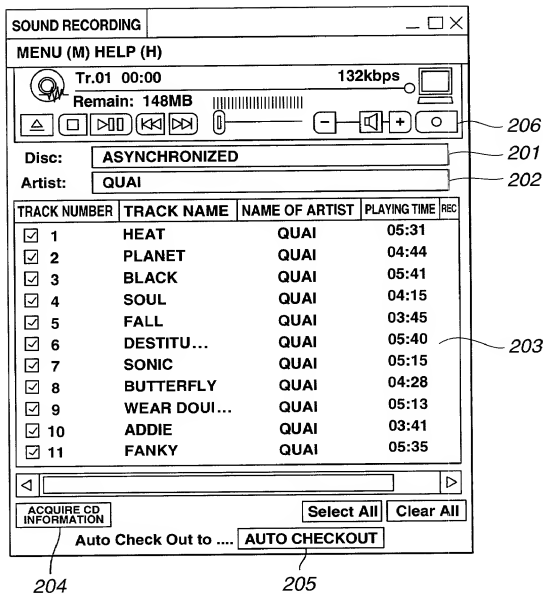 SOUND RECORDING
MENU (M) HELP (H)
Tr.01 00:00 132kbps
Remain: 148MB
206
Disc: ASYNCHRONIZED 201
Artist: QUAI 202
TRACK NUMBER TRACK NAME NAME OF ARTIST PLAYING TIME REC
1 HEAT QUAI 05:31
2 PLANET QUAI 04:44
3 BLACK QUAI 05:41
4 SOUL QUAI 04:15
5 FALL QUAI 03:45
6 DESTITU... QUAI 05:40
203
7 SONIC QUAI 05:15
8 BUTTERFLY QUAI 04:28
9 WEAR DOUI... QUAI 05:13
10 ADDIE QUAI 03:41
11 FANKY QUAI 05:35
ACQUIRE CD
INFORMATION
Select All Clear All
Auto Check Out to .... AUTO CHECKOUT
204 205